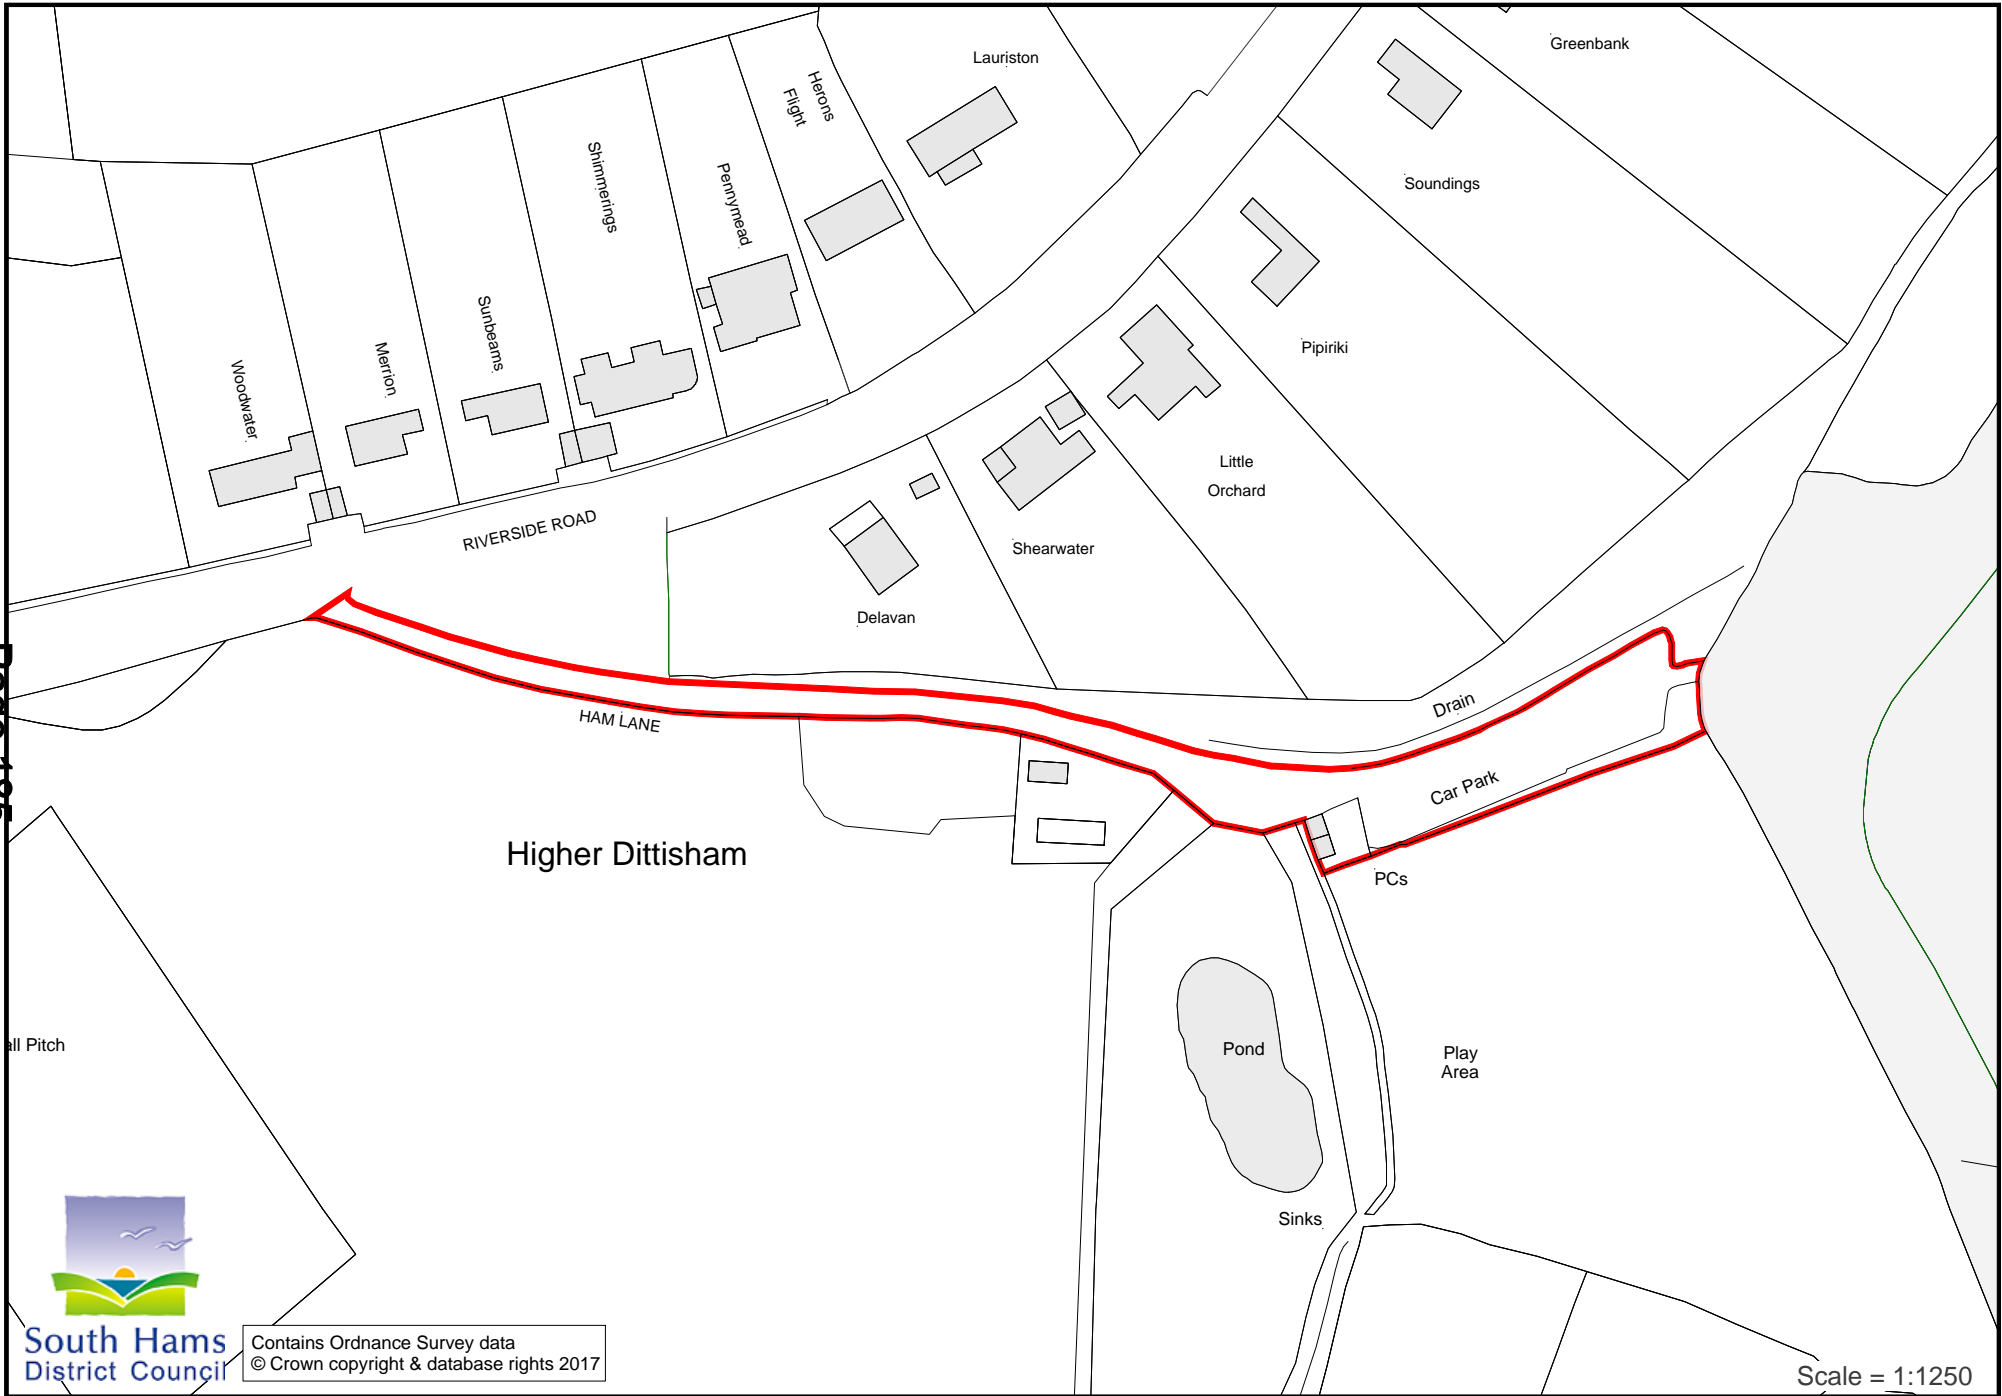 Greenbank
Lauriston
Herons
Flight
Shimmerings
Pennymead
Soundings
Sunbeams
Merrion
Woodwater
Pipiriki
Little
Orchard
RIVERSIDE ROAD
Shearwater
Delavan
HAM LANE
Drain
Car Park
Higher Dittisham
PCs
all Pitch
Pond
Play
Area
Sinks
South Hams
District Council
Contains Ordnance Survey data
© Crown copyright & database rights 2017
Scale = 1:1250